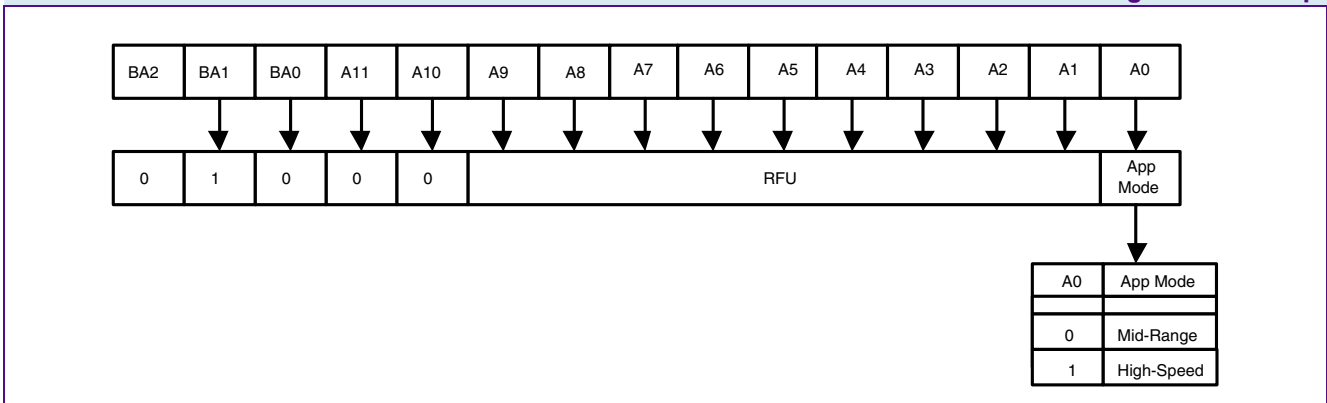 BA2 BA1 BA0 A11 A10 A9 A8 A7 A6 A5 A4 A3 A2 A1 A0
0 1 0 0 0 RFU App
Mode
A0 App Mode
0 Mid-Range
1 High-Speed